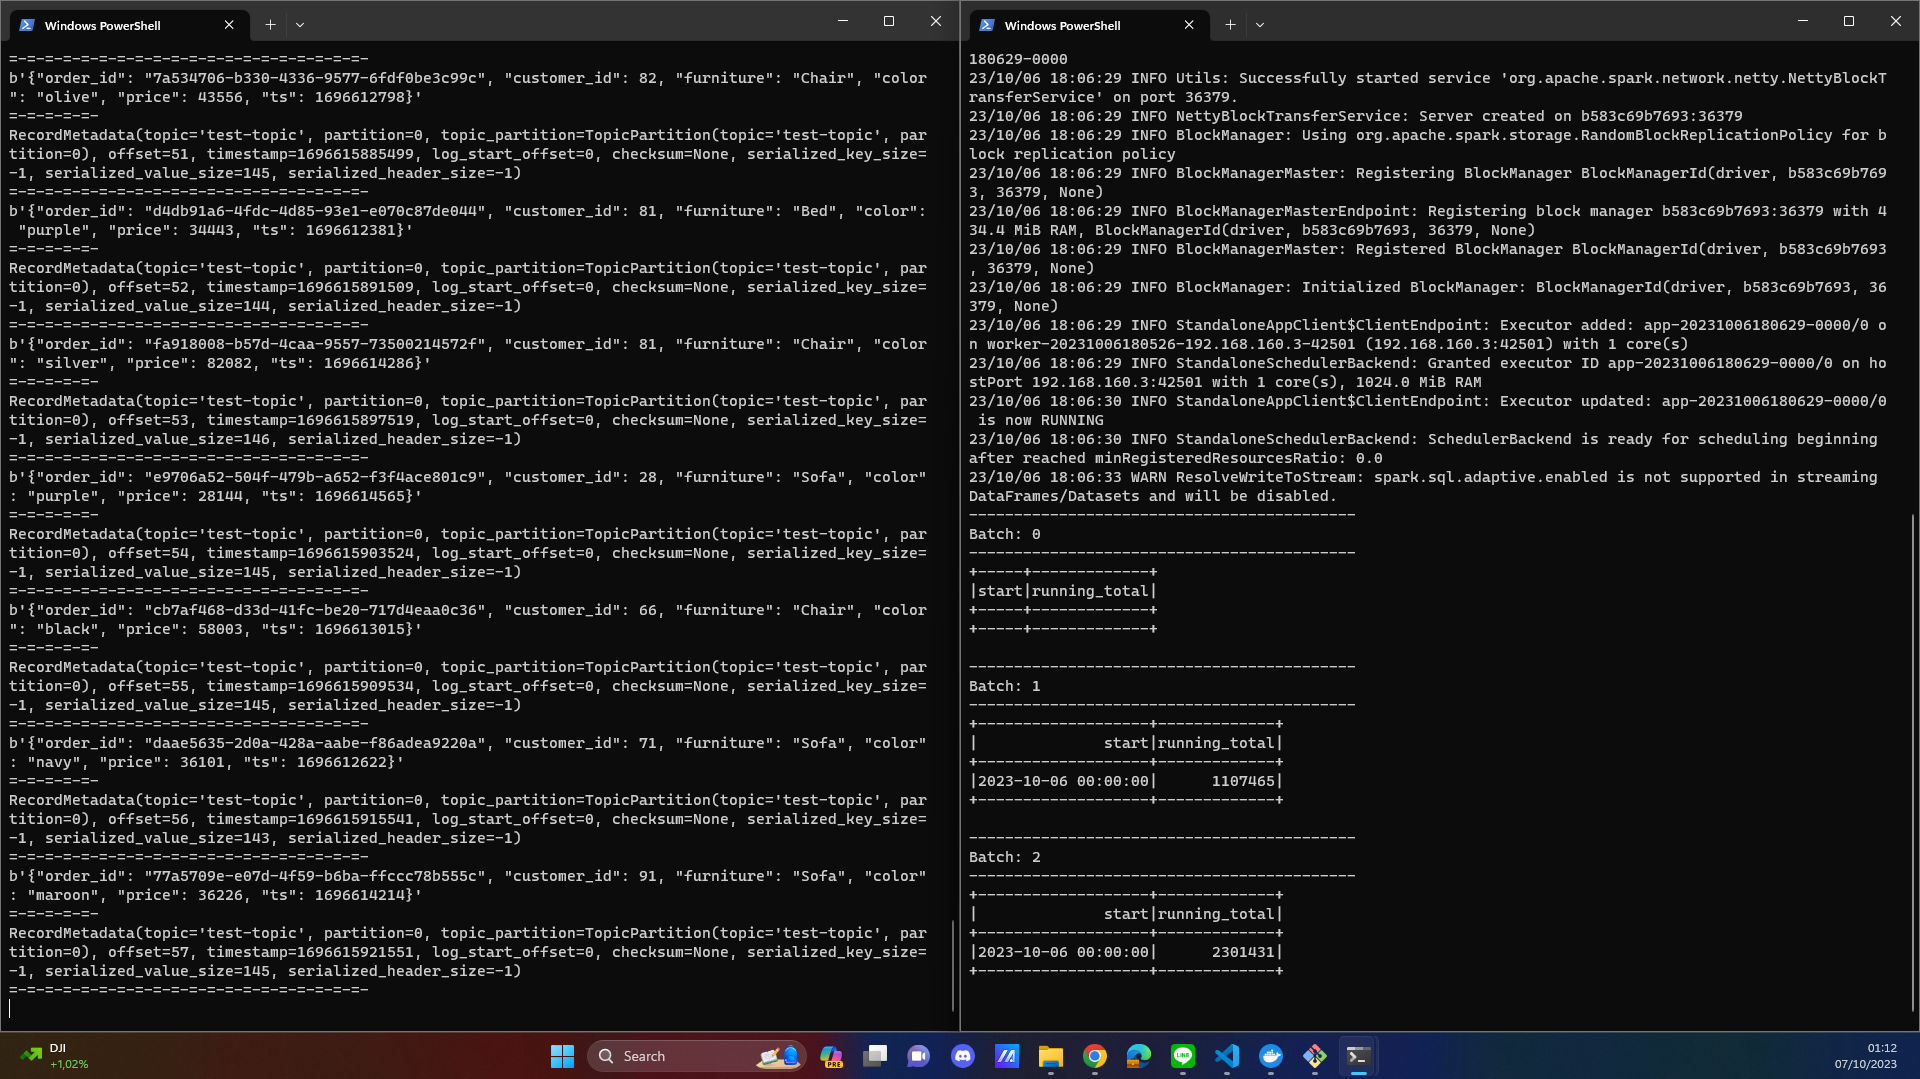 Windows PowerShell
=-=-=-=-=-=-=-=-=-=-=-=-=-=-=-=-=-=-=-=-
b'{"order_id": "7a534706-b330-4336-9577-6fdf0be3c99c", "customer_id": 82, "furniture": "Chair", "color
": "olive", "price": 43556, "ts": 1696612798}'
=-=-=-=-=-
RecordMetadata(topic='test-topic', partition=0, topic_partition=TopicPartition(topic='test-topic', par
tition=0), offset=51, timestamp=1696615885499, log_start_offset=0, checksum=None, serialized_key_size=
-1, serialized_value_size=145, serialized_header_size=-1)
=-=-=-=-=-=-=-=-=-=-=-=-=-=-=-=-=-=-=-=-
b'{"order_id": "d4db91a6-4fdc-4d85-93e1-e070c87de044", "customer_id": 81, "furniture": "Bed", "color":
"purple", "price": 34443, "ts": 1696612381}'
=-=-=-=-=-
RecordMetadata(topic='test-topic', partition=0, topic_partition=TopicPartition(topic='test-topic', par
tition=0), offset=52, timestamp=1696615891509, log_start_offset=0, checksum=None, serialized_key_size=
-1, serialized_value_size=144, serialized_header_size=-1)
=-=-=-=-=-=-=-=-=-=-=-=-=-=-=-=-=-=-=-=-
b'{"order_id": "fa918008-b57d-4caa-9557-73500214572f", "customer_id": 81, "furniture": "Chair", "color
": "silver", "price": 82082, "ts": 1696614286}'
=-=-=-=-=-
RecordMetadata(topic='test-topic', partition=0, topic_partition=TopicPartition(topic='test-topic', par
tition=0), offset=53, timestamp=1696615897519, log_start_offset=0, checksum=None, serialized_key_size=
-1, serialized_value_size=146, serialized_header_size=-1)
=-=-=-=-=-=-=-=-=-=-=-=-=-=-=-=-=-=-=-=-
b'{"order_id": "e9706a52-504f-479b-a652-f3f4ace801c9", "customer_id": 28, "furniture": "Sofa", "color"
: "purple", "price": 28144, "ts": 1696614565}'
=-=-=-=-=-
RecordMetadata(topic='test-topic', partition=0, topic_partition=TopicPartition(topic='test-topic', par
tition=0), offset=54, timestamp=1696615903524, log_start_offset=0, checksum=None, serialized_key_size=
-1, serialized_value_size=145, serialized_header_size=-1)
=-=-=-=-=-=-=-=-=-=-=-=-=-=-=-=-=-=-=-=-
b'{"order_id": "cb7af468-d33d-41fc-be20-717d4eaa0c36", "customer_id": 66, "furniture": "Chair", "color
": "black", "price": 58003, "ts": 1696613015}'
=-=-=-=-=-
RecordMetadata(topic='test-topic', partition=0, topic_partition=TopicPartition(topic='test-topic', par
tition=0), offset=55, timestamp=1696615909534, log_start_offset=0, checksum=None, serialized_key_size=
-1, serialized_value_size=145, serialized_header_size=-1)
=-=-=-=-=-=-=-=-=-=-=-=-=-=-=-=-=-=-=-=-
b'{"order_id": "daae5635-2d0a-428a-aabe-f86adea9220a", "customer_id": 71, "furniture": "Sofa", "color"
: "navy", "price": 36101, "ts": 1696612622}'
=-=-=-=-=-
RecordMetadata(topic='test-topic', partition=0, topic_partition=TopicPartition(topic='test-topic', par
tition=0), offset=56, timestamp=1696615915541, log_start_offset=0, checksum=None, serialized_key_size=
-1, serialized_value_size=143, serialized_header_size=-1)
=-=-=-=-=-=-=-=-=-=-=-=-=-=-=-=-=-=-=-=-
b'{"order_id": "77a5709e-e07d-4f59-b6ba-ffccc78b555c", "customer_id": 91, "furniture": "Sofa", "color"
: "maroon", "price": 36226, "ts": 1696614214}'
=-=-=-=-=-
RecordMetadata(topic='test-topic', partition=0, topic_partition=TopicPartition(topic='test-topic', par
tition=0), offset=57, timestamp=1696615921551, log_start_offset=0, checksum=None, serialized_key_size=
-1, serialized_value_size=145, serialized_header_size=-1)
=-=-=-=-=-=-=-=-=-=-=-=-=-=-=-=-=-=-=-=-
Windows PowerShell
180629-0000
23/10/06 18:06:29 INFO Utils: Successfully started service 'org.apache.spark.network.netty.NettyBlockT
ransferService' on port 36379.
23/10/06 18:06:29 INFO NettyBlockTransferService: Server created on b583c69b7693:36379
23/10/06 18:06:29 INFO BlockManager: Using org.apache.spark.storage.RandomBlockReplicationPolicy for b
lock replication policy
23/10/06 18:06:29 INFO BlockManagerMaster: Registering BlockManager BlockManagerId(driver, b583c69b769
3, 36379, None)
23/10/06 18:06:29 INFO BlockManagerMasterEndpoint: Registering block manager b583c69b7693:36379 with 4
34.4 MiB RAM, BlockManagerId(driver, b583c69b7693, 36379, None)
23/10/06 18:06:29 INFO BlockManagerMaster: Registered BlockManager BlockManagerId(driver, b583c69b7693
, 36379, None)
23/10/06 18:06:29 INFO BlockManager: Initialized BlockManager: BlockManagerId(driver, b583c69b7693, 36
379, None)
23/10/06 18:06:29 INFO StandaloneAppClient$ClientEndpoint: Executor added: app-20231006180629-0000/0 o
n worker-20231006180526-192.168.160.3-42501 (192.168.160.3:42501) with 1 core(s)
23/10/06 18:06:29 INFO StandaloneSchedulerBackend: Granted executor ID app-20231006180629-0000/0 on ho
stPort 192.168.160.3:42501 with 1 core(s), 1024.0 MiB RAM
23/10/06 18:06:30 INFO StandaloneAppClient$ClientEndpoint: Executor updated: app-20231006180629-0000/0
is now RUNNING
23/10/06 18:06:30 INFO StandaloneSchedulerBackend: SchedulerBackend is ready for scheduling beginning
after reached minRegisteredResourcesRatio: 0.0
23/10/06 18:06:33 WARN ResolveWriteToStream: spark.sql.adaptive.enabled is not supported in streaming
DataFrames/Datasets and will be disabled.
-------------------------------------------
Batch: 0
-------------------------------------------
+-----+-------------+
|start|running_total|
+-----+-------------+
+-----+-------------+
-------------------------------------------
Batch: 1
-------------------------------------------
+-------------------+-------------+
|              start|running_total|
+-------------------+-------------+
|2023-10-06 00:00:00|      1107465|
+-------------------+-------------+
-------------------------------------------
Batch: 2
-------------------------------------------
+-------------------+-------------+
|              start|running_total|
+-------------------+-------------+
|2023-10-06 00:00:00|      2301431|
+-------------------+-------------+
DJI
+1,02%
Search
PRE
LINE
01:12
07/10/2023